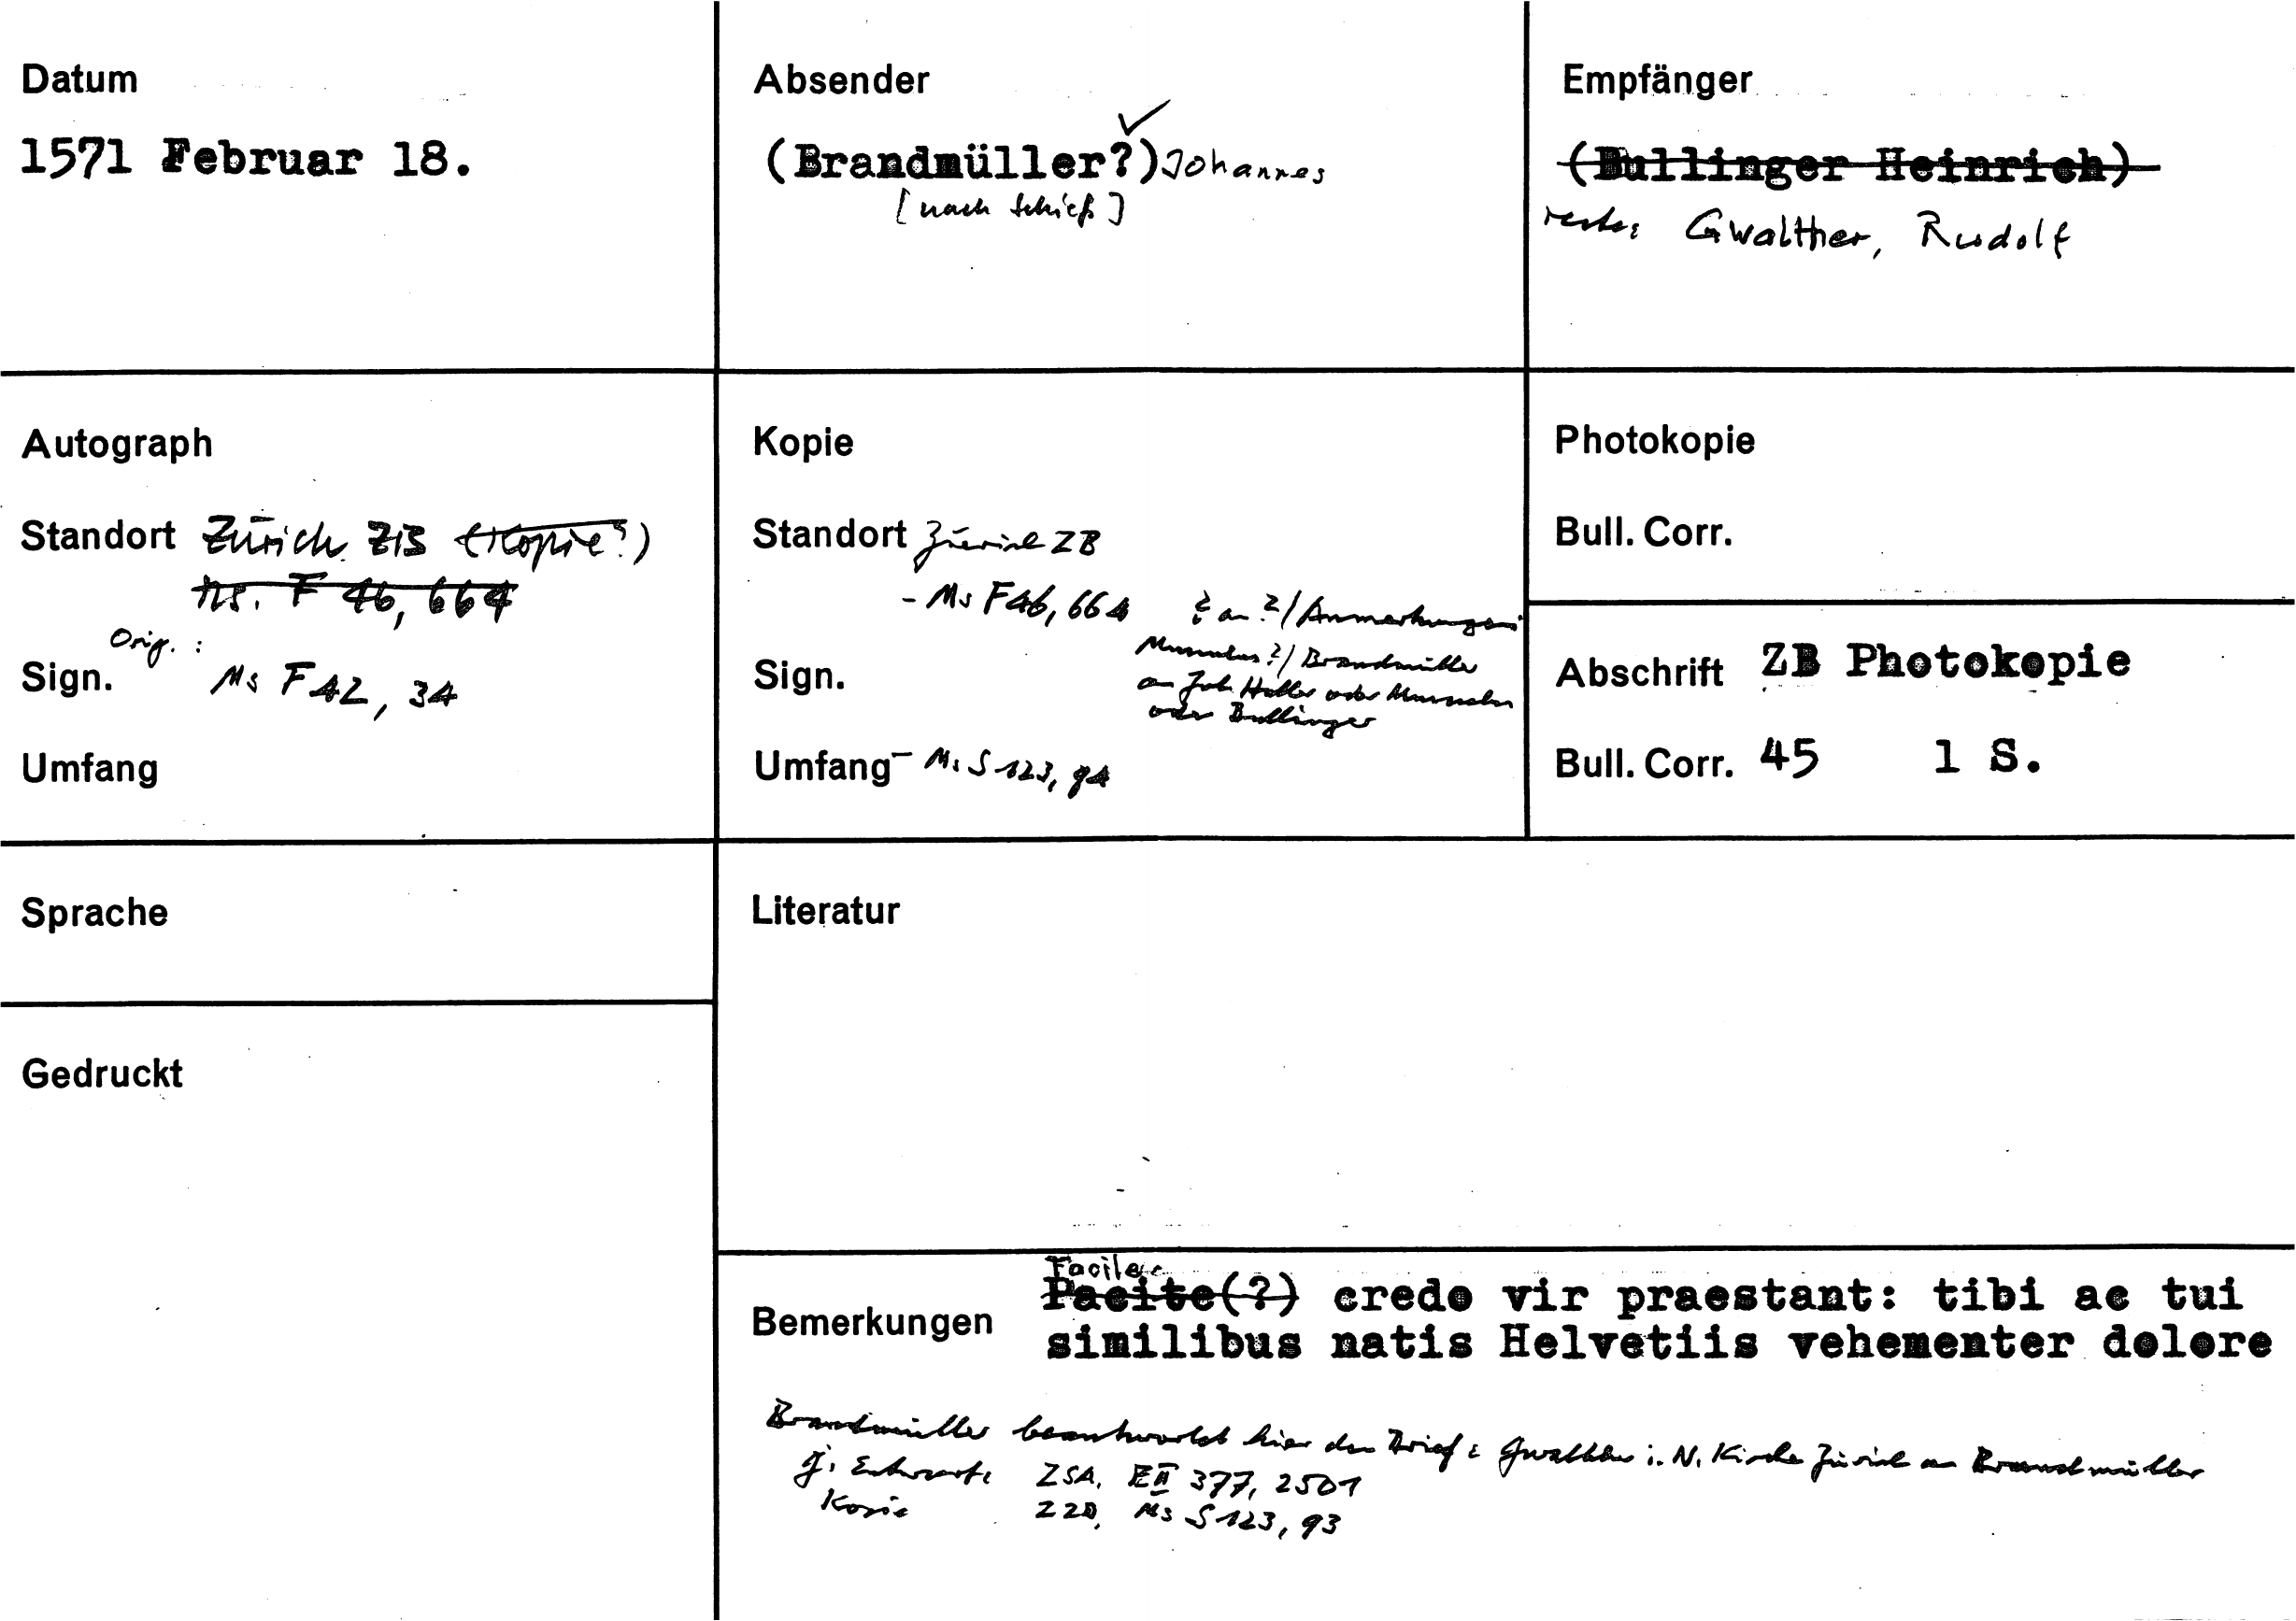 Datum
1571 Februar 18.
Absender
(Brandmüller?) Johannes
[nach Schieß]
Empfänger
(Bullinger Heinrich)
Gwalther, Rudolf
Autograph
Standort Zürich ZB (Kopie?)
Ms. F 46, 664
Orig.:
Sign. Ms F 42, 34
Umfang
Kopie
Standort Zürich ZB
- Ms F 46, 664 ? an ?/ Anmerkungen:
Musculus?/ Brandmüller
an Joh. Haller oder Musculus
oder Bullinger
Sign.
Umfang - Ms S 123, 94
Photokopie
Bull. Corr.
Abschrift ZB Photokopie
Bull. Corr. 45 1 S.
Sprache
Literatur
Gedruckt
Bemerkungen
Facile
Pacite(?) credo vir praestant: tibi ac tui
similibus natis Helvetiis vehementer dolore
Brandmüller beantwortet hier den Brief: Gwalther i. N. Kirche Zürich an Brandmüller
Entwurf: ZSA, E II 377, 2501
Kopie ZZB, Ms S 123, 93